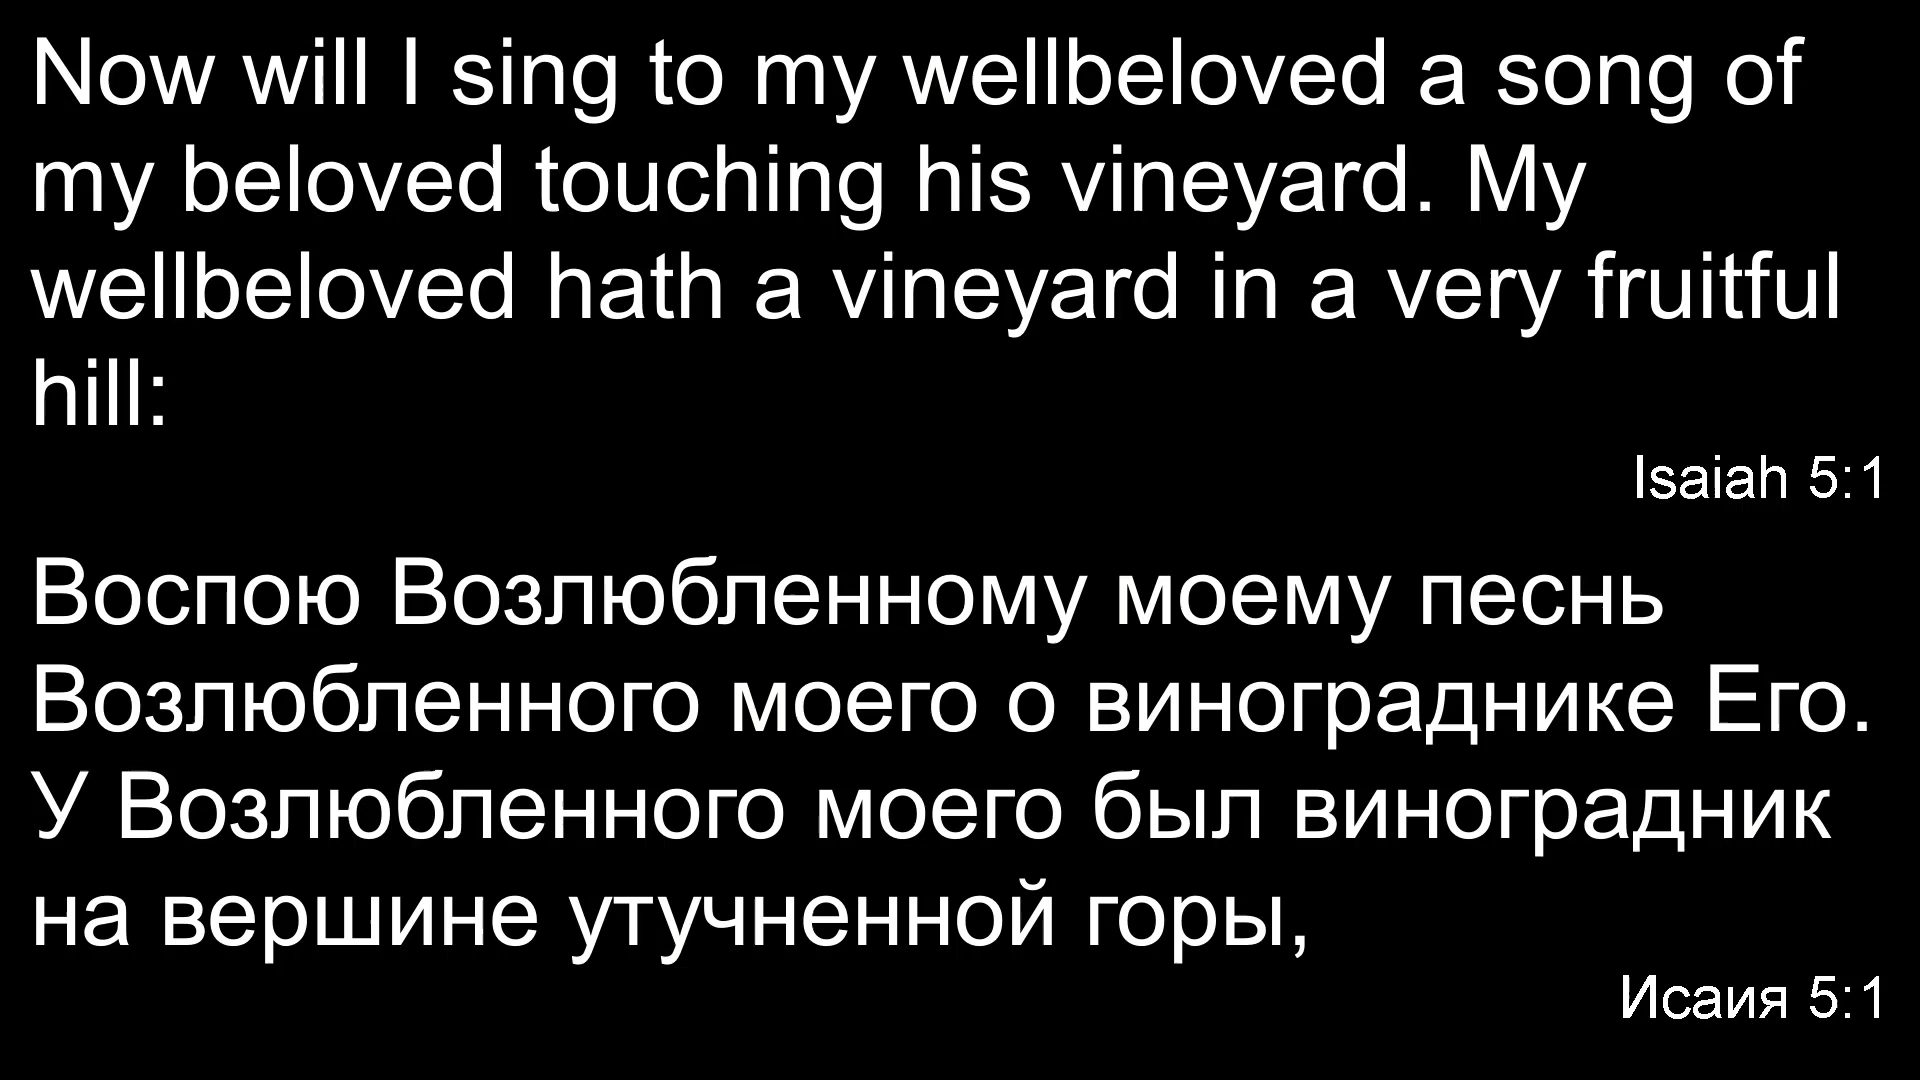 Now will I sing to my wellbeloved a song of
my beloved touching his vineyard. My
wellbeloved hath a vineyard in a very fruitful
hill:
Isaiah 5:1
Воспою Возлюбленному моему песнь
Возлюбленного моего о винограднике Его.
У Возлюбленного моего был виноградник
на вершине утучненной горы,
Исаия 5:1